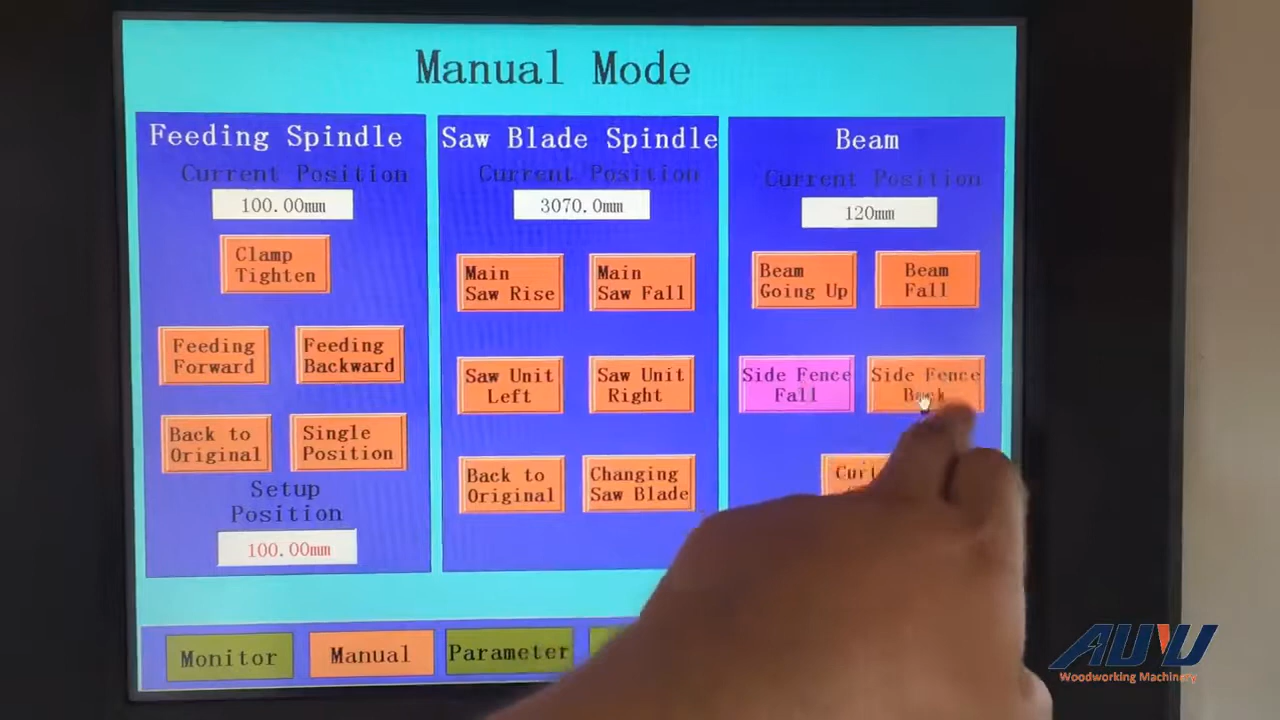 Manual Mode
Feeding Spindle
Current Position
100.00mm
Clamp
Tighten
Feeding
Forward
Feeding
Backward
Back to
Original
Single
Position
Setup
Position
100.00mm
Saw Blade Spindle
Current Position
3070.0mm
Main
Saw Rise
Main
Saw Fall
Saw Unit
Left
Saw Unit
Right
Back to
Original
Changing
Saw Blade
Beam
Current Position
120mm
Beam
Going Up
Beam
Fall
Side Fence
Fall
Side Fence
Back
Monitor
Manual
Parameter
AUW
Woodworking Machinery